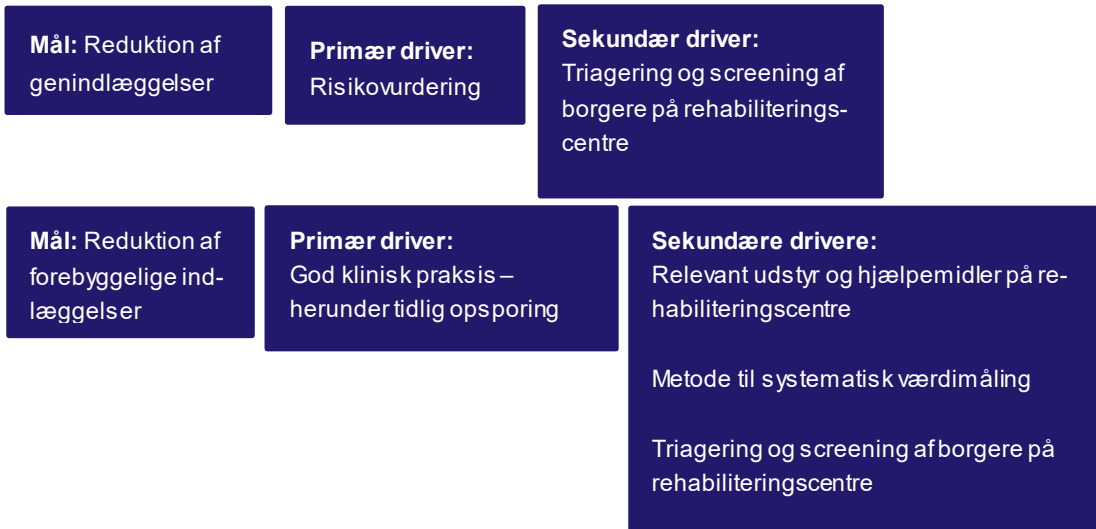 Mål: Reduktion af
genindlæggelser
Primær driver:
Risikovurdering
Sekundær driver:
Triagering og screening af
borgere på rehabiliterings-
centre
Mål: Reduktion af
forebyggelige ind-
læggelser
Primær driver:
God klinisk praksis –
herunder tidlig opsporing
Sekundære drivere:
Relevant udstyr og hjælpemidler på re-
habiliteringscentre
Metode til systematisk værdimåling
Triagering og screening af borgere på
rehabiliteringscentre